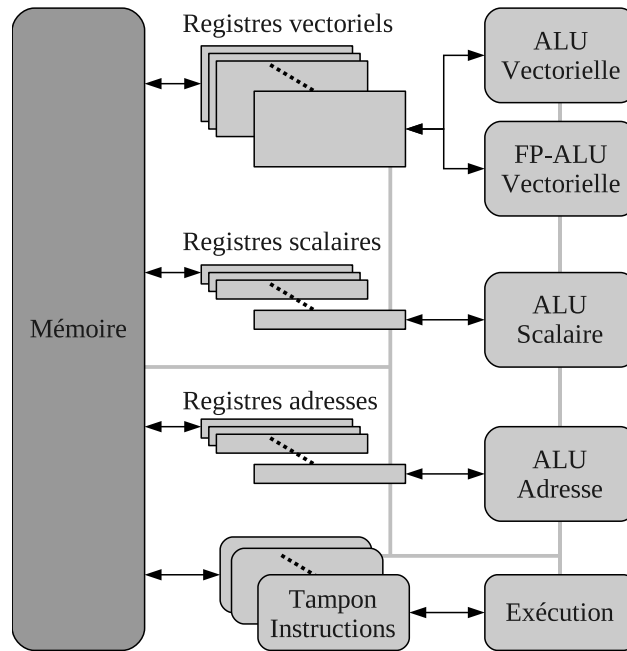 Registres vectoriels
ALU
Vectorielle
FP-ALU
Vectorielle
Registres scalaires
ALU
Scalaire
Mémoire
Registres adresses
ALU
Adresse
Tampon
Instructions
Exécution